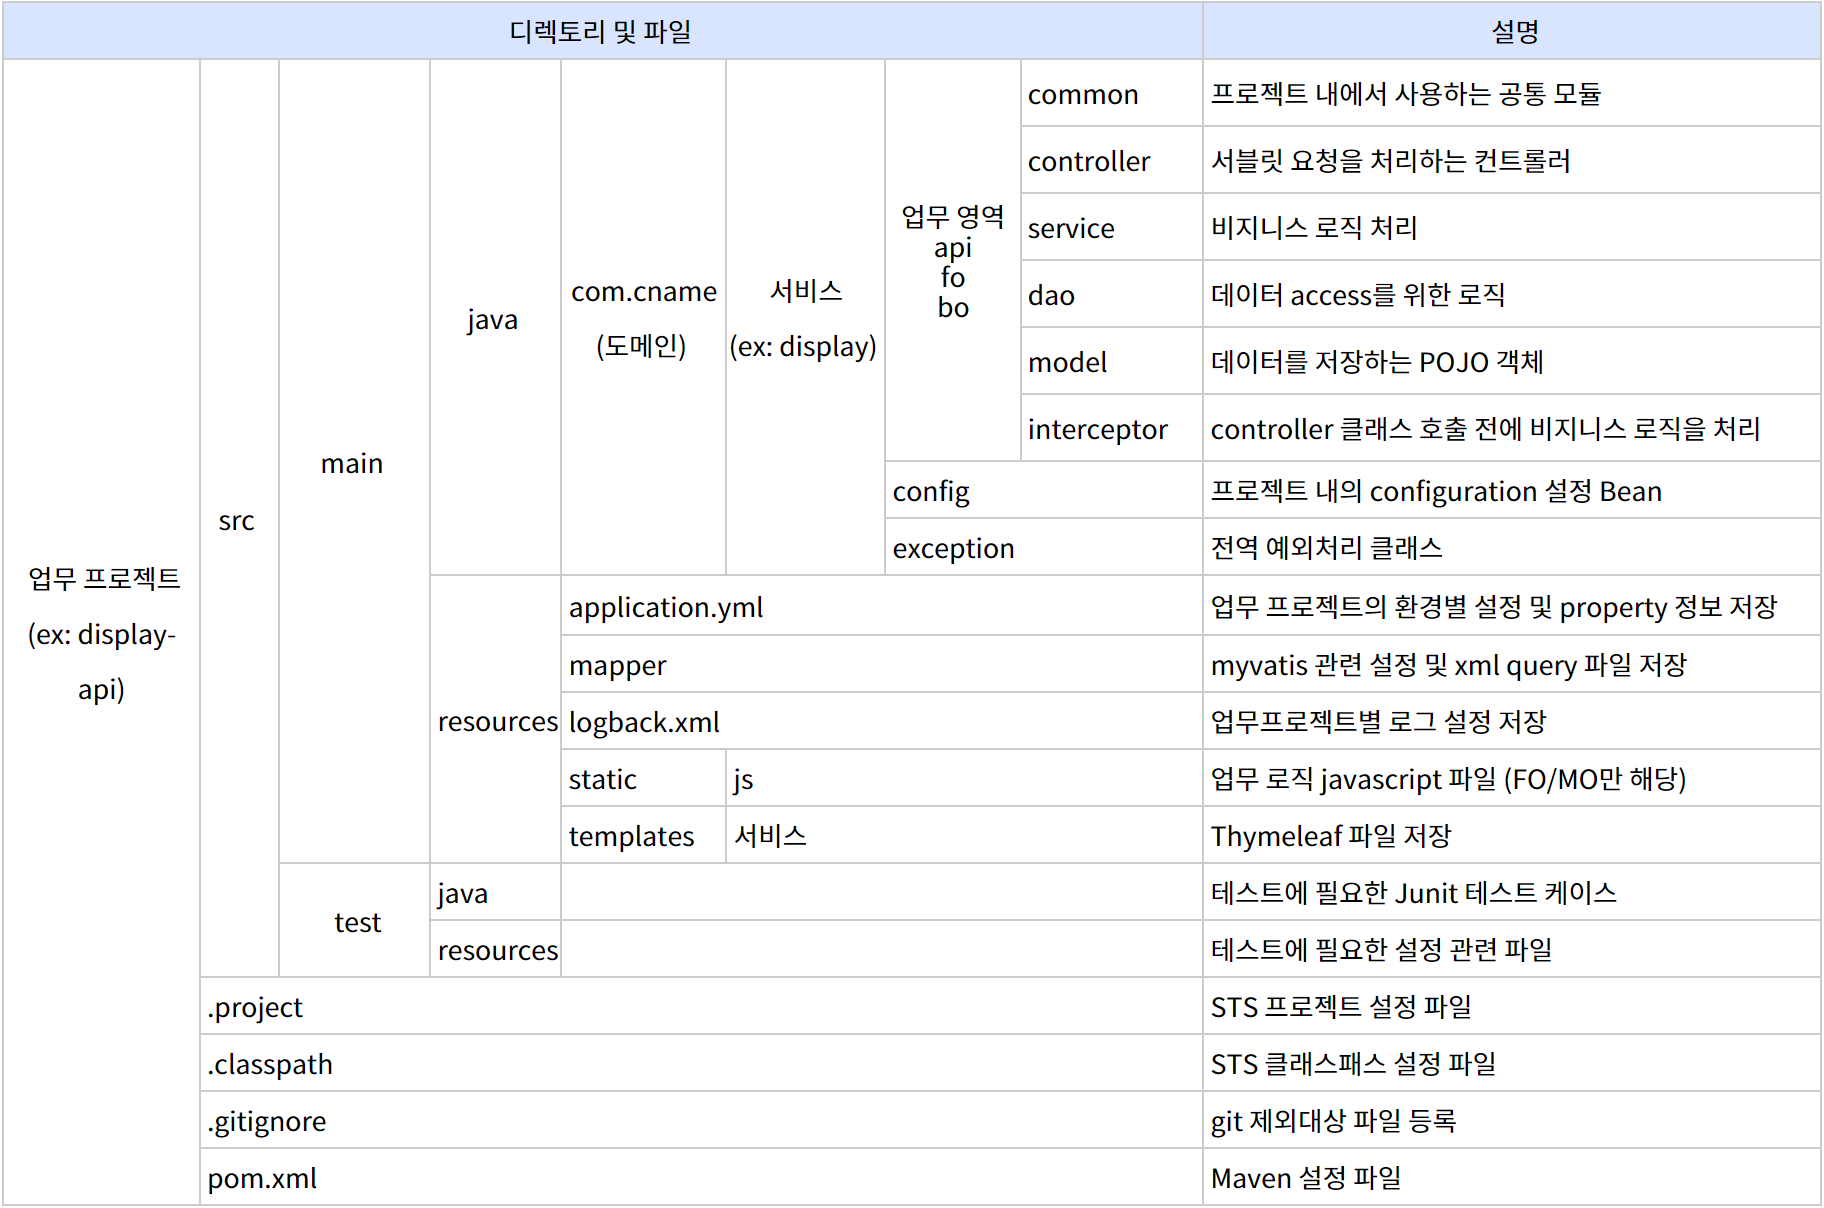 디렉토리 및 파일 설명
업무 프로젝트
(ex: display-
api)
src
main
java
com.cname
(도메인)
서비스
(ex: display)
업무 영역
api
fo
bo
common 프로젝트 내에서 사용하는 공통 모듈
controller 서블릿 요청을 처리하는 컨트롤러
service 비지니스 로직 처리
dao 데이터 access를 위한 로직
model 데이터를 저장하는 POJO 객체
interceptor controller 클래스 호출 전에 비지니스 로직을 처리
config 프로젝트 내의 configuration 설정 Bean
exception 전역 예외처리 클래스
resources
application.yml 업무 프로젝트의 환경별 설정 및 property 정보 저장
mapper myvatis 관련 설정 및 xml query 파일 저장
logback.xml 업무프로젝트별 로그 설정 저장
static js 업무 로직 javascript 파일 (FO/MO만 해당)
templates 서비스 Thymeleaf 파일 저장
test
java 테스트에 필요한 Junit 테스트 케이스
resources 테스트에 필요한 설정 관련 파일
.project STS 프로젝트 설정 파일
.classpath STS 클래스패스 설정 파일
.gitignore git 제외대상 파일 등록
pom.xml Maven 설정 파일